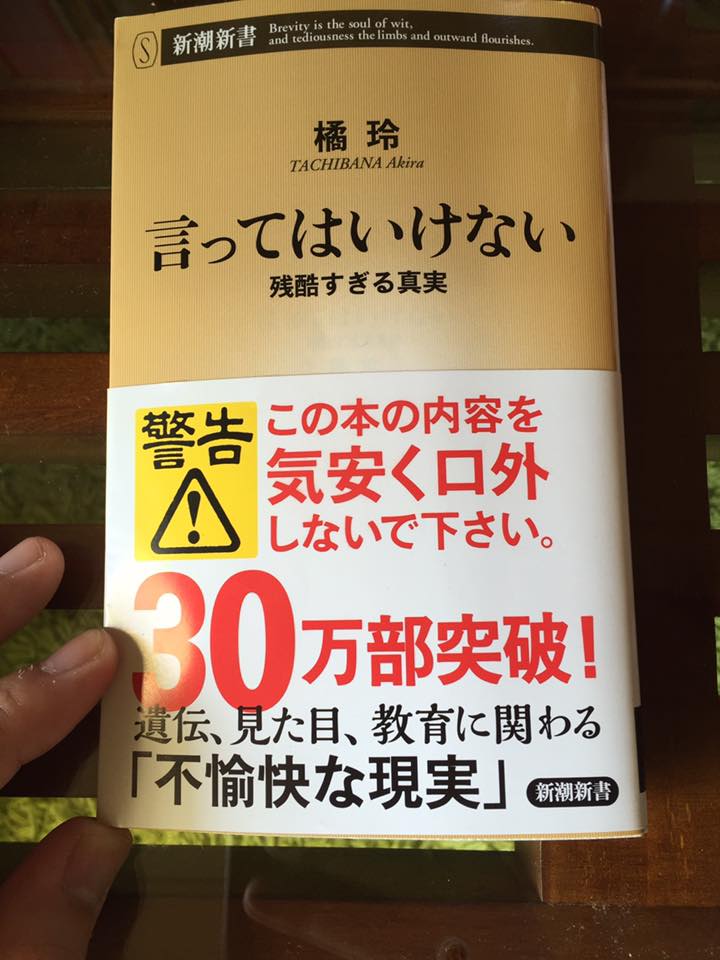 S
新潮新書
Brevity is the soul of wit,
and tediousness the limbs and outward flourishes.
橘 玲
TACHIBANA Akira
言ってはいけない
残酷すぎる真実
警告
!
この本の内容を
気安く口外
しないで下さい。
30万部突破!
遺伝、見た目、教育に関わる
「不愉快な現実」
新潮新書